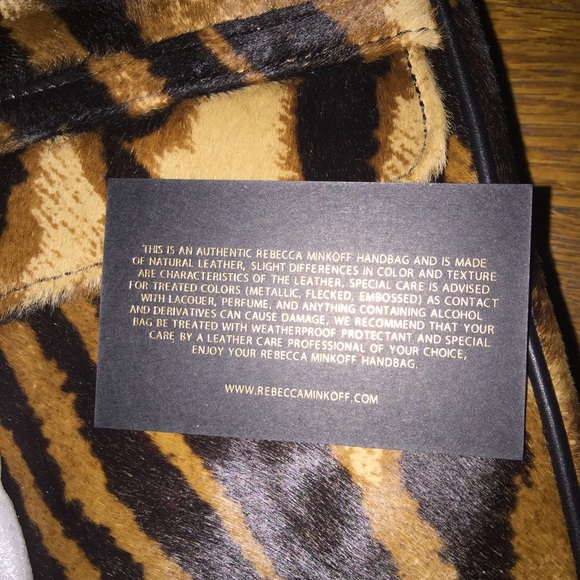 THIS IS AN AUTHENTIC REBECCA MINKOFF HANDBAG AND IS MADE
OF NATURAL LEATHER, SLIGHT DIFFERENCES IN COLOR AND TEXTURE
ARE CHARACTERISTICS OF THE LEATHER. SPECIAL CARE IS ADVISED
FOR TREATED COLORS (METALLIC, FLECKED, EMBOSSED) AS CONTACT
WITH LACQUER, PERFUME, AND ANYTHING CONTAINING ALCOHOL
AND DERIVATIVES CAN CAUSE DAMAGE, WE RECOMMEND THAT YOUR
BAG BE TREATED WITH WEATHERPROOF PROTECTANT AND SPECIAL
CARE BY A LEATHER CARE PROFESSIONAL OF YOUR CHOICE,
ENJOY YOUR REBECCA MINKOFF HANDBAG.
WWW.REBECCAMINKOFF.COM